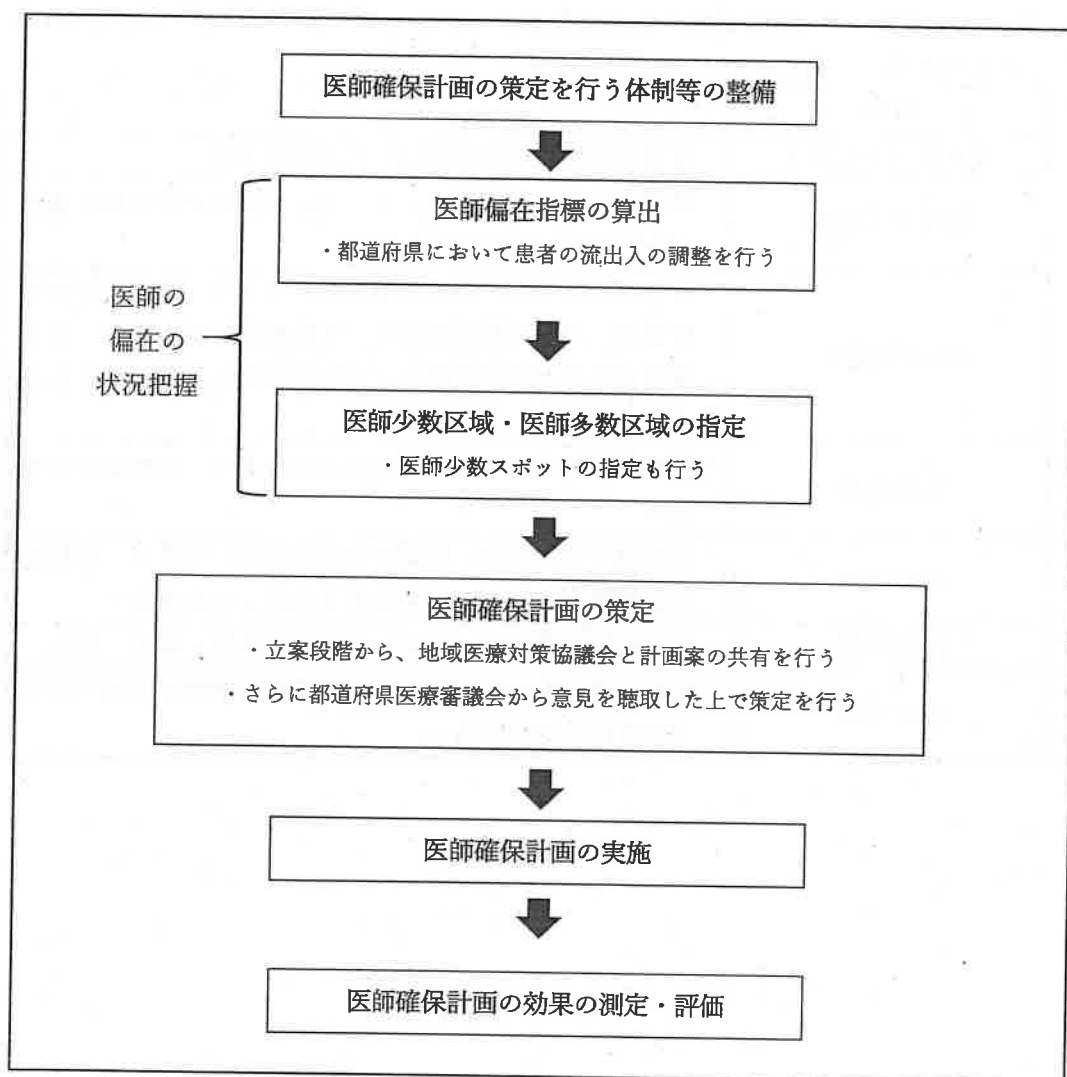 医師確保計画の策定を行う体制等の整備
医師偏在指標の算出
・都道府県において患者の流出入の調整を行う
医師の
偏在の
状況把握
医師少数区域・医師多数区域の指定
・医師少数スポットの指定も行う
医師確保計画の策定
・立案段階から、地域医療対策協議会と計画案の共有を行う
・さらに都道府県医療審議会から意見を聴取した上で策定を行う
医師確保計画の実施
医師確保計画の効果の測定・評価